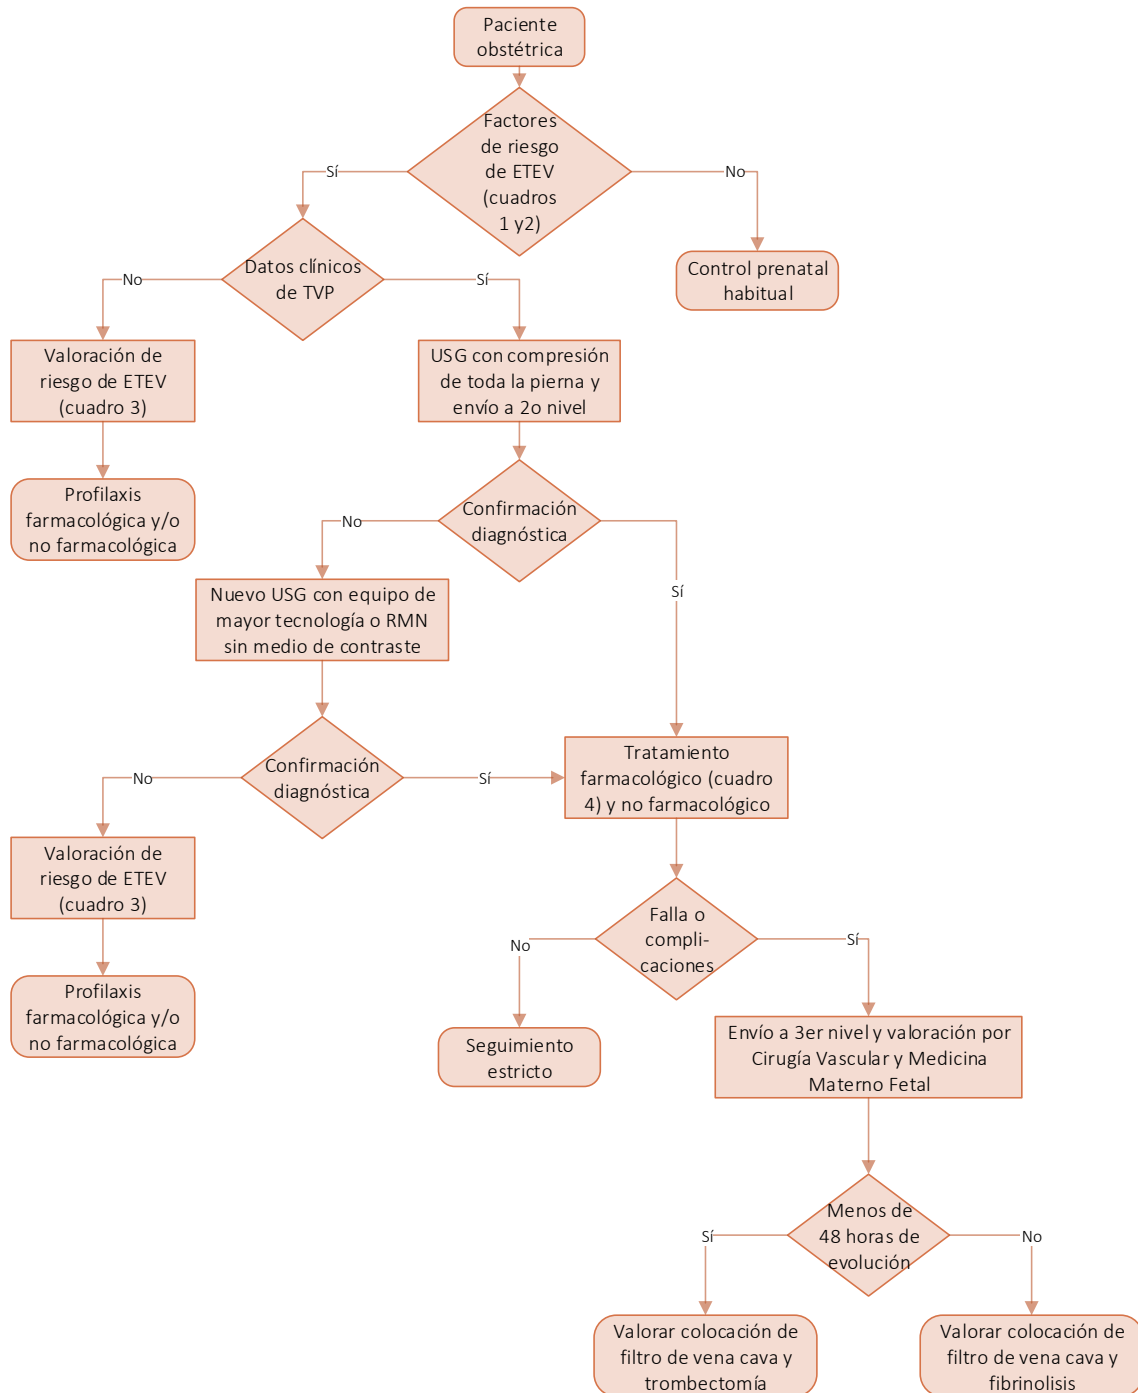 Paciente
obstétrica
Factores
de riesgo
de ETEV
(cuadros
1 y2)
Sí
No
Datos clínicos
de TVP
Control prenatal
habitual
No
Sí
Valoración de
riesgo de ETEV
(cuadro 3)
USG con compresión
de toda la pierna y
envío a 2o nivel
Profilaxis
farmacológica y/o
no farmacológica
Confirmación
diagnóstica
No
Sí
Nuevo USG con equipo de
mayor tecnología o RMN
sin medio de contraste
Confirmación
diagnóstica
No
Sí
Tratamiento
farmacológico (cuadro
4) y no farmacológico
Valoración de
riesgo de ETEV
(cuadro 3)
Falla o
compli-
caciones
No
Sí
Profilaxis
farmacológica y/o
no farmacológica
Seguimiento
estricto
Envío a 3er nivel y valoración por
Cirugía Vascular y Medicina
Materno Fetal
Menos de
48 horas de
evolución
Sí
No
Valorar colocación de
filtro de vena cava y
trombectomía
Valorar colocación de
filtro de vena cava y
fibrinolisis